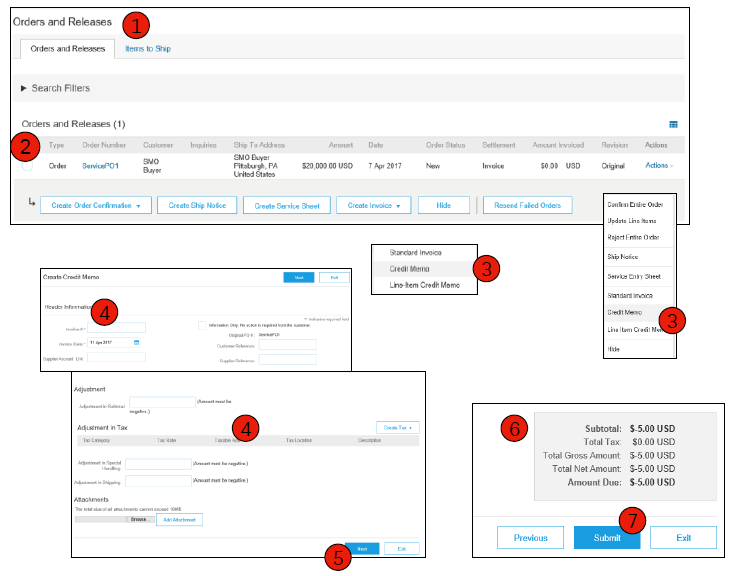 Orders and Releases
1
Orders and Releases Items to Ship
Search Filters
Orders and Releases (1)
2
Type Order Number Customer Inquiries Ship To Address Amount Date Order Status Settlement Amount Invoiced Revision Actions
Order ServicePO1 SMO Buyer SMO Buyer Pittsburgh, PA United States $20,000.00 USD 7 Apr 2017 New Invoice $0.00 USD Original Actions
Create Order Confirmation Create Ship Notice Create Service Sheet Create Invoice Hide Resend Failed Orders
Confirm Entire Order
Update Line Items
Reject Entire Order
Ship Notice
Service Entry Sheet
Standard Invoice
Credit Memo
3
Line Item Credit Memo
Hide
Standard Invoice
Credit Memo
3
Line-Item Credit Memo
Create Credit Memo Next Exit
Header Information
4
* Indicates required field
Invoice #:*
Information Only. No action is required from the customer.
Original PO #: ServicePO1
Invoice Date:* 11 Apr 2017
Customer Reference:
Supplier Account ID #:
Supplier Reference:
Adjustment
Adjustment in Subtotal: (Amount must be negative.)
Adjustment in Tax
4
Create Tax
Tax Category Tax Rate Taxable Tax Location Description
Adjustment in Special Handling: (Amount must be negative.)
Adjustment in Shipping: (Amount must be negative.)
Attachments
The total size of all attachments cannot exceed 10MB
Browse... Add Attachment
5
Next Exit
6
Subtotal: $-5.00 USD
Total Tax: $0.00 USD
Total Gross Amount: $-5.00 USD
Total Net Amount: $-5.00 USD
Amount Due: $-5.00 USD
7
Previous Submit Exit